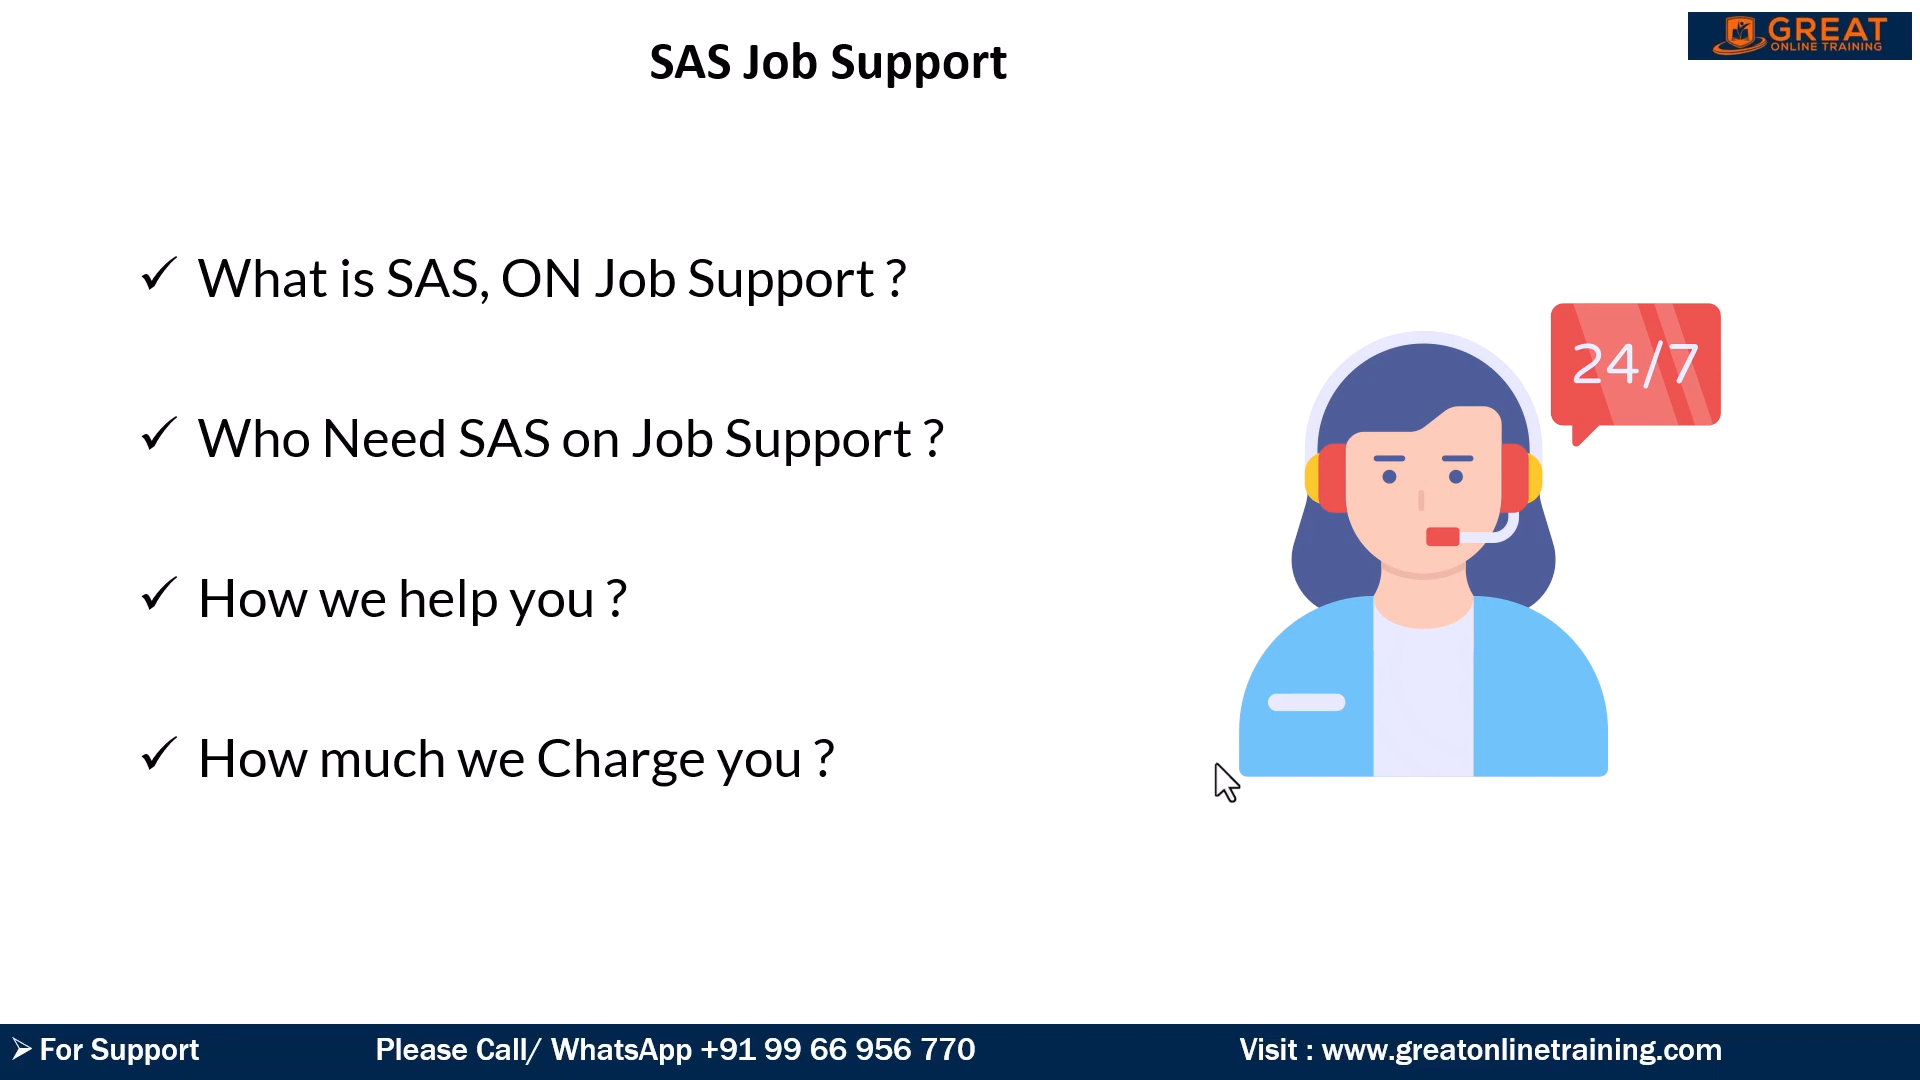 SAS Job Support
GREAT
ONLINE TRAINING
✓ What is SAS, ON Job Support ?
✓ Who Need SAS on Job Support ?
✓ How we help you ?
✓ How much we Charge you ?
24/7
➢ For Support Please Call/ WhatsApp +91 99 66 956 770 Visit : www.greatonlinetraining.com